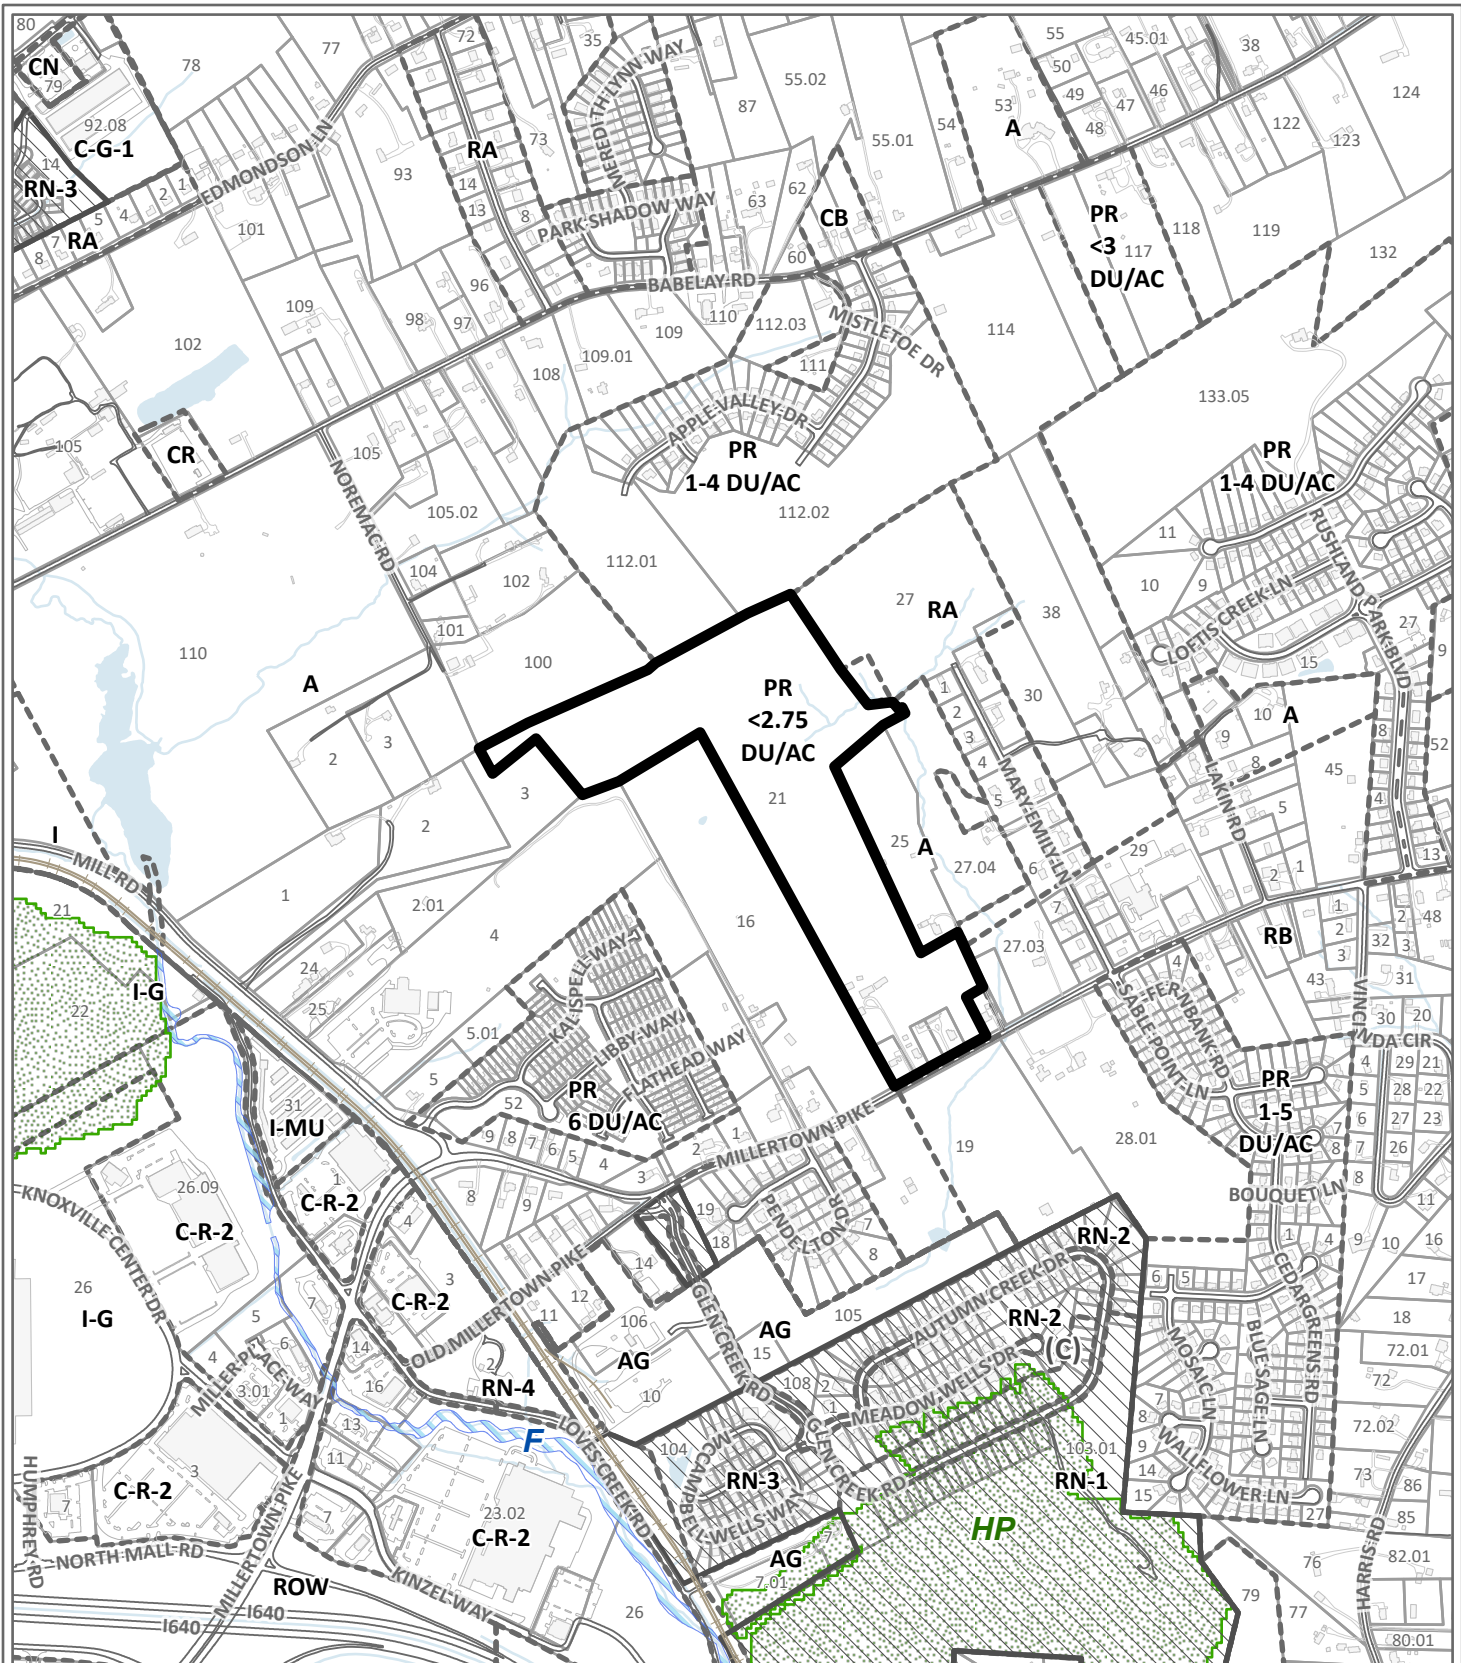 80
CN
79
92.08
C-G-1
14
RN-3
RA
78
77
72
35
73
RA
93
EDMONDSON LN
MEREDITH LYNN WAY
PARK SHADOW WAY
87
55.02
55.01
54
53
A
55
50
49
48
47
46
45.01
38
124
122
123
62
63
60
CB
PR
<3
DU/AC
117
118
119
132
5
4
2
1
7
8
101
102
109
98
97
96
14
13
8
BABELAY RD
110
109
109.01
108
112.03
111
MISTLETOE DR
114
133.05
APPLE VALLEY DR
PR
1-4 DU/AC
112.02
112.01
PR
1-4 DU/AC
105
CR
105
105.02
NOREMAC RD
104
102
101
100
110
A
27
RA
38
30
11
10
9
LOFTIS CREEK LN
RUSHLAND PARK BLVD
15
27
9
PR
<2.75
DU/AC
21
1
2
3
4
5
6
7
MARY EMILY LN
LAKIN RD
10
A
9
8
5
45
8
4
52
13
2
3
3
2
1
2.01
I
MILL RD
21
22
I-G
24
25
4
5.01
5
16
25
A
27.04
27.03
29
2
1
RB
43
1
2
3
2
3
32
48
31
VINCINDA CIR
30
20
KALISPELL WAY
LIBBY WAY
FLATHEAD WAY
PR
6 DU/AC
52
9
8
7
6
5
4
3
2
1
MILLERTOWN PIKE
SABLE POINT LN
FERNBANK RD
4
PR
1-5
DU/AC
7
8
4
29
21
5
28
22
6
27
23
7
26
8
11
19
28.01
BOUQUET LN
31
I-MU
1
C-R-2
26.09
C-R-2
KNOXVILLE CENTER DR
26
I-G
8
9
4
3
C-R-2
OLD MILLERTOWN PIKE
11
12
14
19
18
PENDELTON DR
7
8
106
AG
10
GLEN CREEK RD
15
AG
105
RN-2
AUTUMN CREEK DR
RN-2
(C)
MEADOW WELLS DR
108
2
1
5
6
4
7
MILLER PLACE WAY
3.01
1
14
16
13
11
2
RN-4
F
LOVES CREEK RD
104
MCCAMPBELL WELLS WAY
RN-3
GLEN CREEK RD
103.01
RN-1
HP
6
5
1
4
9
10
16
17
18
72.01
72
72.02
73
86
85
82.01
80.01
76
77
79
MOSAIC LN
BLUE SAGE LN
CEDARGREENS RD
WALLFLOWER LN
7
8
9
14
15
27
HARRIS RD
HUMPHREY RD
7
C-R-2
3
7
NORTH MALL RD
MILLERTOWN PIKE
ROW
I640
I640
KINZEL WAY
23.02
C-R-2
26
AG
7
7.01